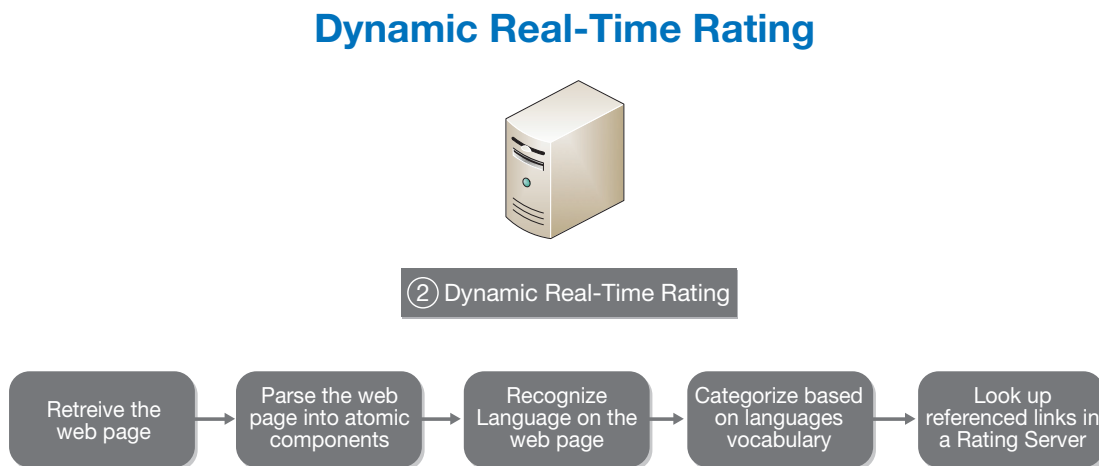 Dynamic Real-Time Rating
② Dynamic Real-Time Rating
Retreive the
web page
Parse the web
page into atomic
components
Recognize
Language on the
web page
Categorize based
on languages
vocabulary
Look up
referenced links in
a Rating Server